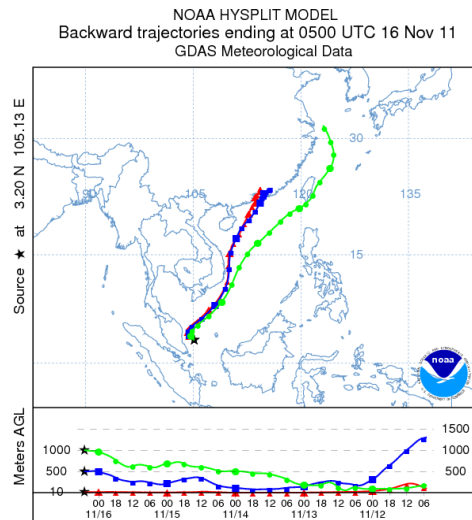 NOAA HYSPLIT MODEL
Backward trajectories ending at 0500 UTC 16 Nov 11
GDAS Meteorological Data
Source ★ at 3.20 N 105.13 E
90 105 135
30
15
noaa
Meters AGL
1500
1000 1000
500 500
10
00 18 12 06 00 18 12 06 00 18 12 06 00 18 12 06 00 18 12 06
11/16 11/15 11/14 11/13 11/12